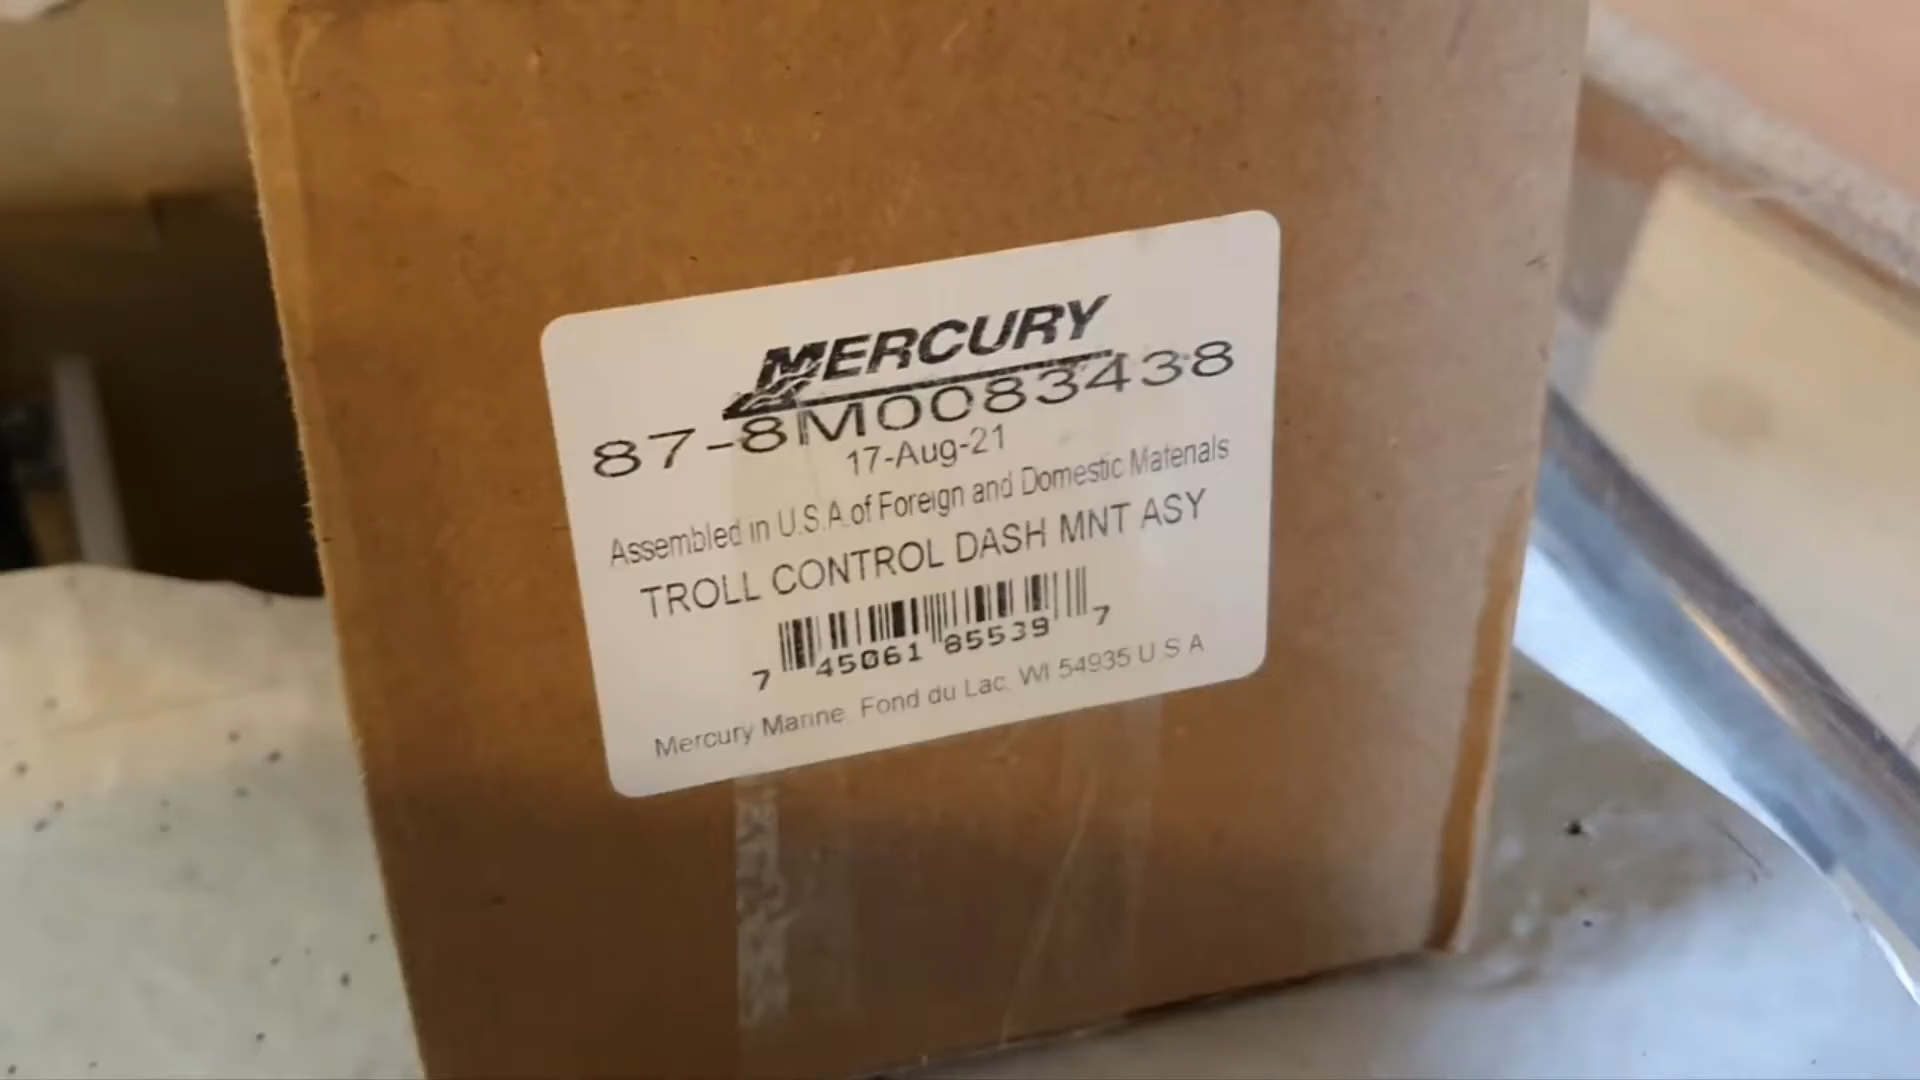 MERCURY
87-8M0083438
17-Aug-21
Assembled in U.S.A.of Foreign and Domestic Materials
TROLL CONTROL DASH MNT ASY
7 45061 85539 7
Mercury Marine, Fond du Lac, WI 54935 U S A